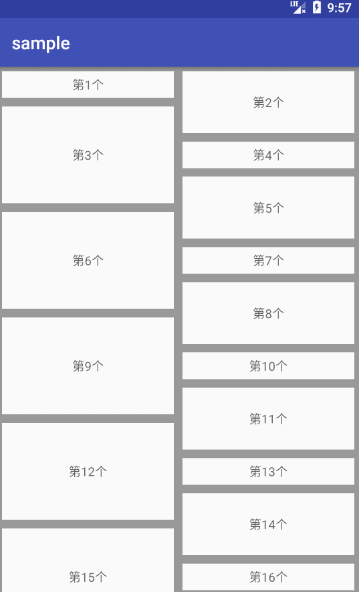 LTE 9:57
sample
第1个
第2个
第3个
第4个
第5个
第6个
第7个
第8个
第9个
第10个
第11个
第12个
第13个
第14个
第15个
第16个